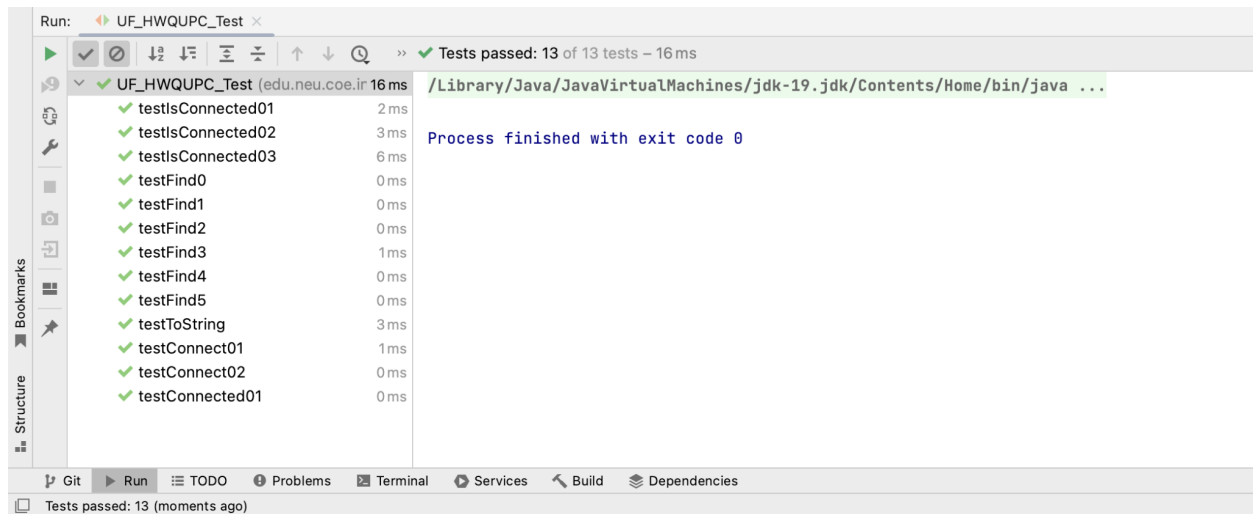 Run: UF_HWQUPC_Test
Tests passed: 13 of 13 tests – 16 ms
UF_HWQUPC_Test (edu.neu.coe.ir 16 ms
/Library/Java/JavaVirtualMachines/jdk-19.jdk/Contents/Home/bin/java ...
testIsConnected01 2 ms
testIsConnected02 3 ms
Process finished with exit code 0
testIsConnected03 6 ms
testFind0 0 ms
testFind1 0 ms
testFind2 0 ms
testFind3 1 ms
testFind4 0 ms
testFind5 0 ms
testToString 3 ms
testConnect01 1 ms
testConnect02 0 ms
testConnected01 0 ms
Bookmarks
Structure
Git Run TODO Problems Terminal Services Build Dependencies
Tests passed: 13 (moments ago)